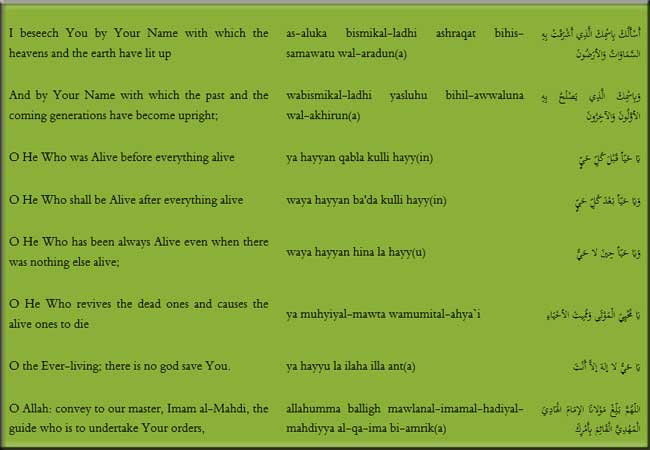 I beseech You by Your Name with which the
heavens and the earth have lit up
as-aluka bismikal-ladhi ashraqat bihis-
samawatu wal-aradun(a)
أَسْأَلُكَ بِاسْمِكَ الَّذِي أَشْرَقَتْ بِهِ
السَّمَاوَاتُ وَالأَرَضُونَ
And by Your Name with which the past and the
coming generations have become upright;
wabismikal-ladhi yasluhu bihil-awwaluna
wal-akhirun(a)
وَبِاسْمِكَ الَّذِي يَصْلَحُ بِهِ
الأَوَّلُونَ وَالآخِرُونَ
O He Who was Alive before everything alive
ya hayyan qabla kulli hayy(in)
يَا حَيّاً قَبْلَ كُلِّ حَيٍّ
O He Who shall be Alive after everything alive
waya hayyan ba'da kulli hayy(in)
وَيَا حَيّاً بَعْدَ كُلِّ حَيٍّ
O He Who has been always Alive even when there
was nothing else alive;
waya hayyan hina la hayy(u)
وَيَا حَيّاً حِينَ لا حَيُّ
O He Who revives the dead ones and causes the
alive ones to die
ya muhyiyal-mawta wamumital-ahya`i
يَا مُحْيِيَ الْمَوْتَى وَمُمِيتَ الأَحْيَاءِ
O the Ever-living; there is no god save You.
ya hayyu la ilaha illa ant(a)
يَا حَيُّ لا إِلهَ إِلاَّ أَنْتَ
O Allah: convey to our master, Imam al-Mahdi, the
guide who is to undertake Your orders,
allahumma balligh mawlanal-imamal-hadiyal-
mahdiyya al-qa-ima bi-amrik(a)
اللَّهُمَّ بَلِّغْ مَوْلانَا الإِمَامَ الْهَادِيَ
الْمَهْدِيَّ الْقَائِمَ بِأَمْرِكَ